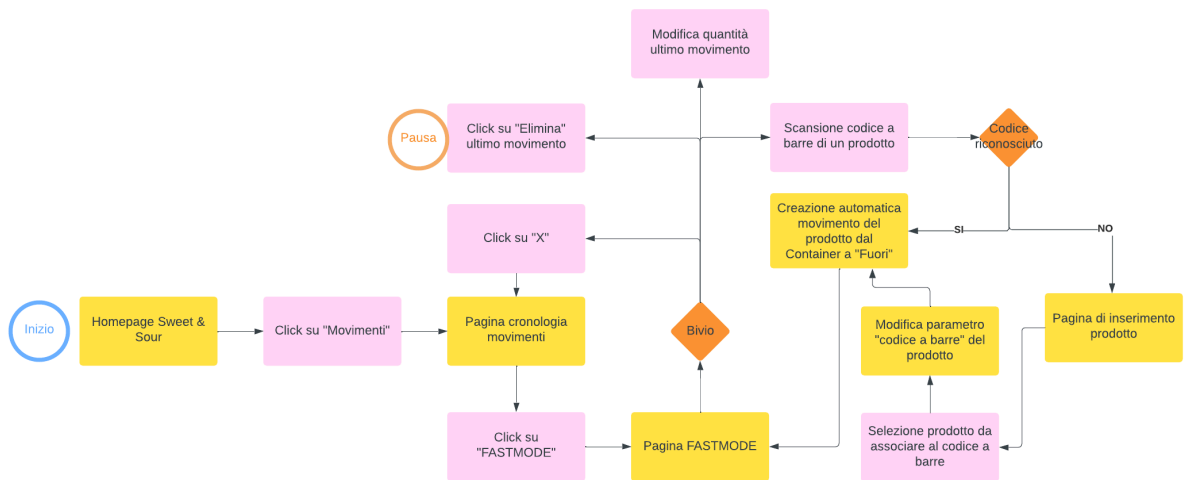 Modifica quantità
ultimo movimento
Pausa
Click su "Elimina"
ultimo movimento
Scansione codice a
barre di un prodotto
Codice
riconosciuto
Click su "X"
Creazione automatica
movimento del
prodotto dal
Container a "Fuori"
SI
NO
Inizio
Homepage Sweet &
Sour
Click su "Movimenti"
Pagina cronologia
movimenti
Bivio
Modifica parametro
"codice a barre" del
prodotto
Pagina di inserimento
prodotto
Click su
"FASTMODE"
Pagina FASTMODE
Selezione prodotto da
associare al codice a
barre